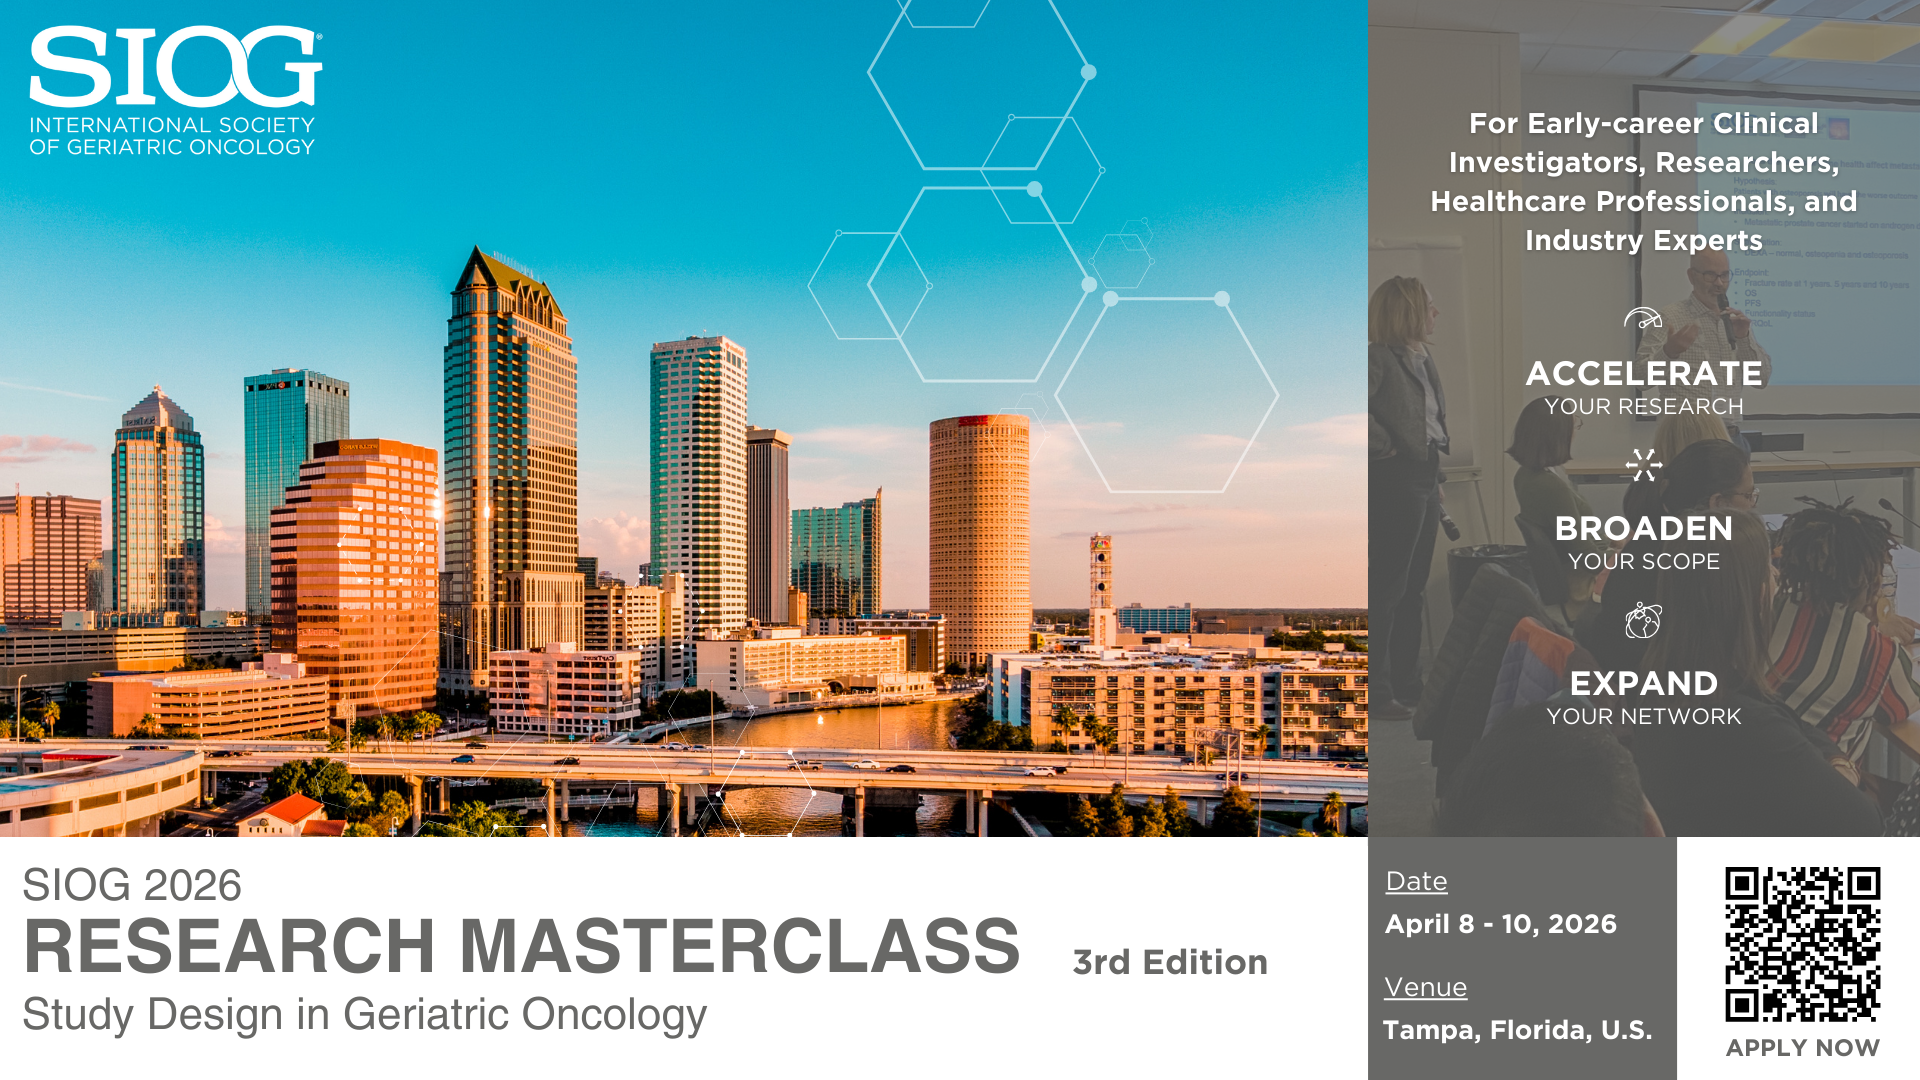 SIOG®
INTERNATIONAL SOCIETY
OF GERIATRIC ONCOLOGY
For Early-career Clinical
Investigators, Researchers,
Healthcare Professionals, and
Industry Experts
ACCELERATE
YOUR RESEARCH
BROADEN
YOUR SCOPE
EXPAND
YOUR NETWORK
SIOG 2026
RESEARCH MASTERCLASS
3rd Edition
Study Design in Geriatric Oncology
Date
April 8 - 10, 2026
Venue
Tampa, Florida, U.S.
APPLY NOW